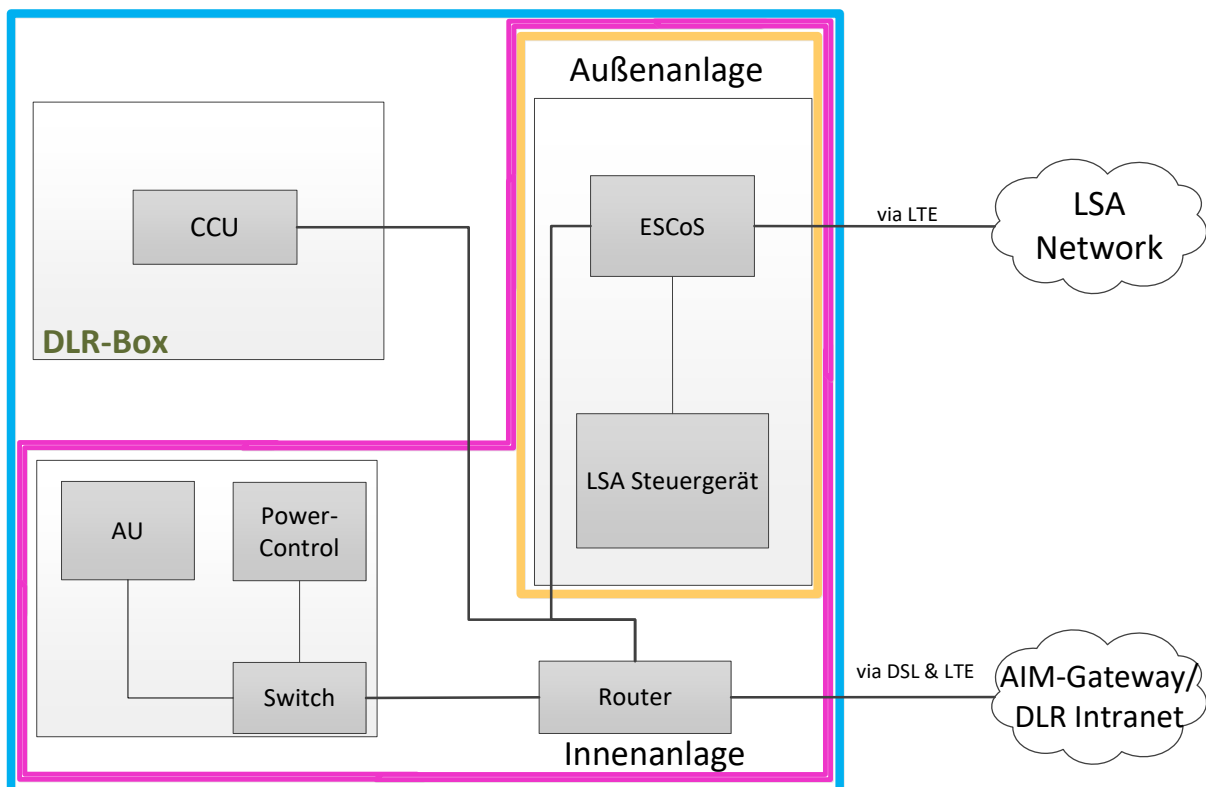 Außenanlage
CCU
DLR-Box
ESCoS
via LTE
LSA
Network
LSA Steuergerät
AU
Power-
Control
Switch
Router
Innenanlage
via DSL & LTE
AIM-Gateway/
DLR Intranet